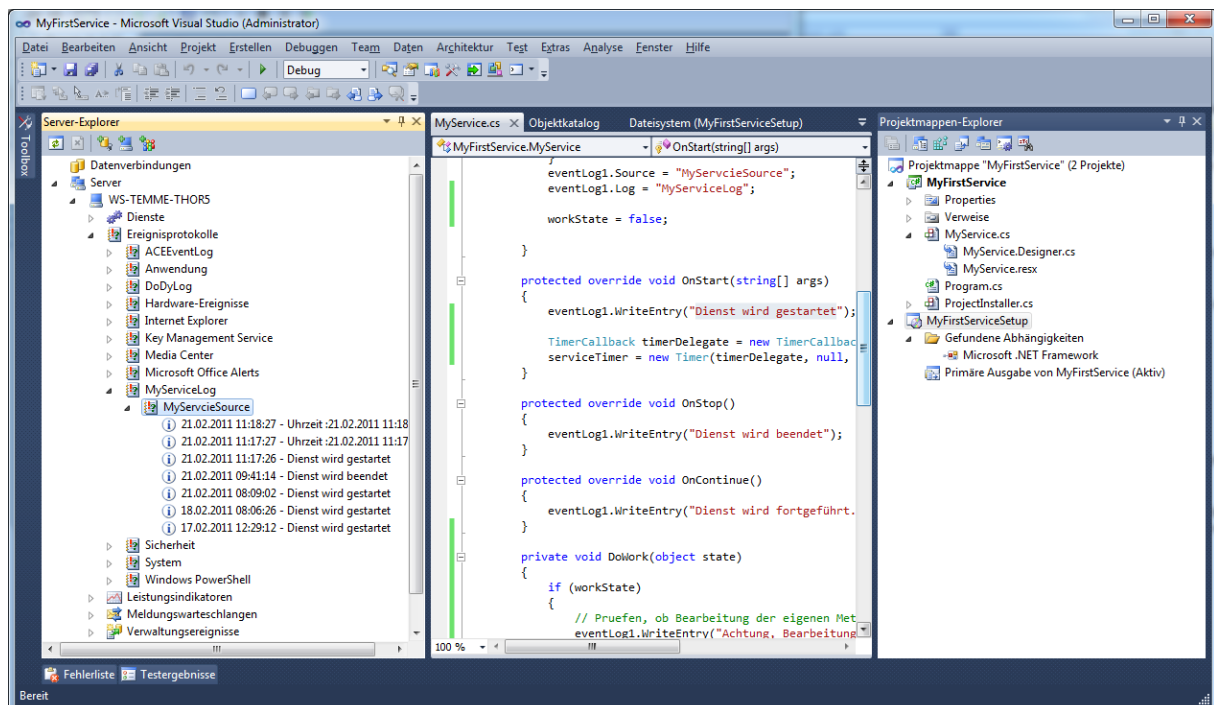 MyFirstService - Microsoft Visual Studio (Administrator)
Datei Bearbeiten Ansicht Projekt Erstellen Debuggen Team Daten Architektur Test Extras Analyse Fenster Hilfe
Debug
Toolbox
Server-Explorer
Datenverbindungen
Server
WS-TEMME-THOR5
Dienste
Ereignisprotokolle
ACEEventLog
Anwendung
DoDyLog
Hardware-Ereignisse
Internet Explorer
Key Management Service
Media Center
Microsoft Office Alerts
MyServiceLog
MyServcieSource
21.02.2011 11:18:27 - Uhrzeit :21.02.2011 11:18
21.02.2011 11:17:27 - Uhrzeit :21.02.2011 11:17
21.02.2011 11:17:26 - Dienst wird gestartet
21.02.2011 09:41:14 - Dienst wird beendet
21.02.2011 08:09:02 - Dienst wird gestartet
18.02.2011 08:06:26 - Dienst wird gestartet
17.02.2011 12:29:12 - Dienst wird gestartet
Sicherheit
System
Windows PowerShell
Leistungsindikatoren
Meldungswarteschlangen
Verwaltungsereignisse
MyService.cs Objektkatalog Dateisystem (MyFirstServiceSetup)
MyFirstService.MyService OnStart(string[] args)
}
eventLog1.Source = "MyServcieSource";
eventLog1.Log = "MyServiceLog";
workState = false;
}
protected override void OnStart(string[] args)
{
eventLog1.WriteEntry("Dienst wird gestartet");
TimerCallback timerDelegate = new TimerCallbac
serviceTimer = new Timer(timerDelegate, null,
}
protected override void OnStop()
{
eventLog1.WriteEntry("Dienst wird beendet");
}
protected override void OnContinue()
{
eventLog1.WriteEntry("Dienst wird fortgeführt.
}
private void DoWork(object state)
{
if (workState)
{
// Pruefen, ob Bearbeitung der eigenen Met
eventLog1.WriteEntry("Achtung, Bearbeitung
100 %
Projektmappen-Explorer
Projektmappe "MyFirstService" (2 Projekte)
MyFirstService
Properties
Verweise
MyService.cs
MyService.Designer.cs
MyService.resx
Program.cs
ProjectInstaller.cs
MyFirstServiceSetup
Gefundene Abhängigkeiten
Microsoft .NET Framework
Primäre Ausgabe von MyFirstService (Aktiv)
Fehlerliste Testergebnisse
Bereit